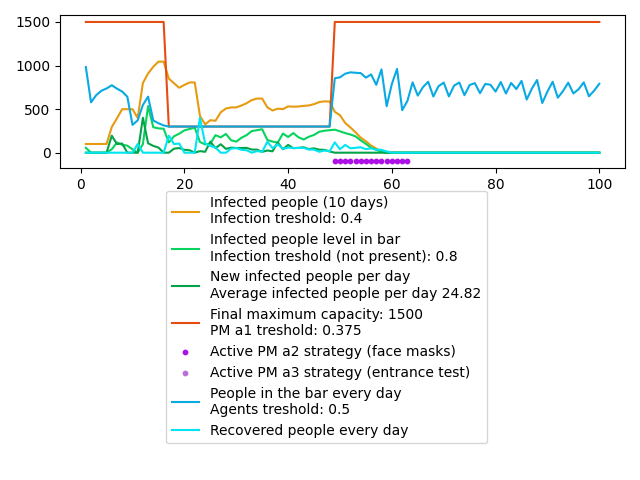 1500
1000
500
0
0
20
40
60
80
100
Infected people (10 days)
Infection treshold: 0.4
Infected people level in bar
Infection treshold (not present): 0.8
New infected people per day
Average infected people per day 24.82
Final maximum capacity: 1500
PM a1 treshold: 0.375
Active PM a2 strategy (face masks)
Active PM a3 strategy (entrance test)
People in the bar every day
Agents treshold: 0.5
Recovered people every day